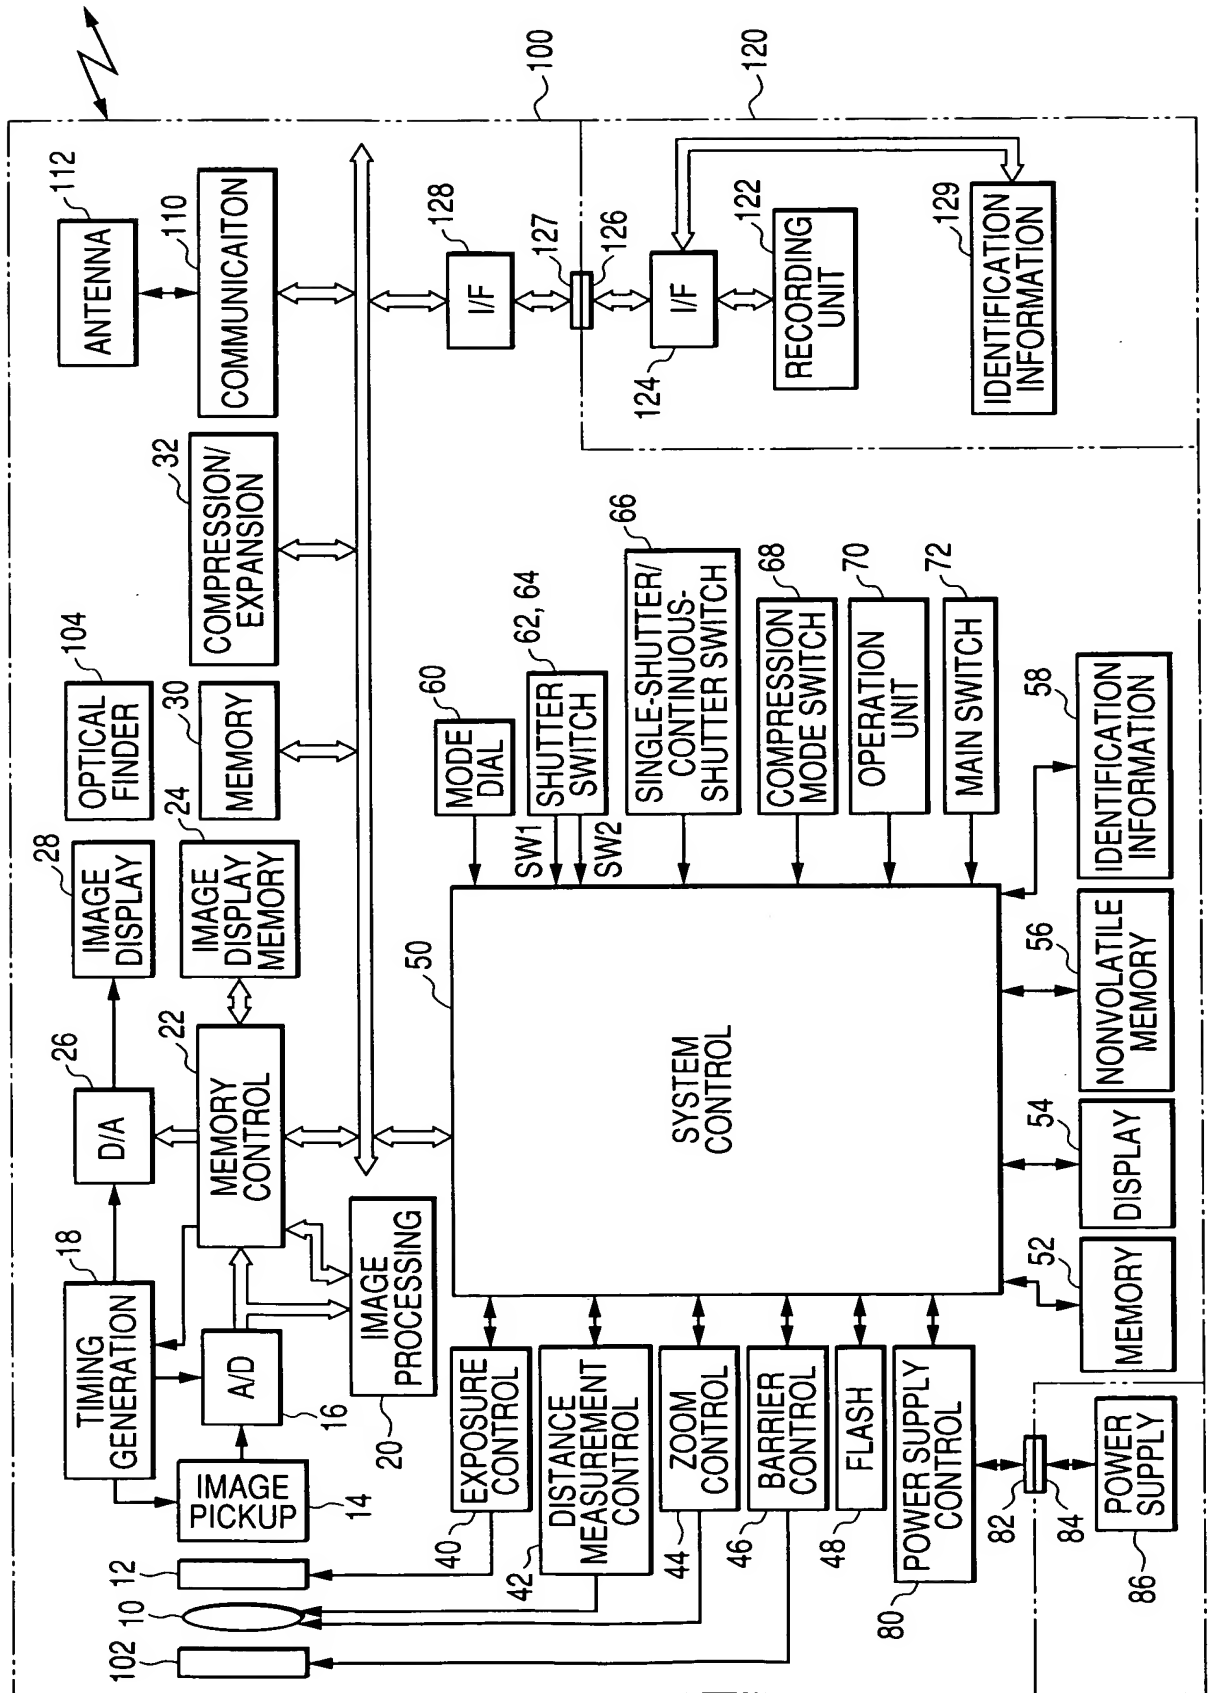 102
10
12
IMAGE
PICKUP
14
TIMING
GENERATION
18
A/D
16
D/A
26
IMAGE
DISPLAY
28
OPTICAL
FINDER
104
ANTENNA
112
MEMORY
CONTROL
22
IMAGE
DISPLAY
MEMORY
24
MEMORY
30
COMPRESSION/
EXPANSION
32
COMMUNICAITON
110
IMAGE
PROCESSING
20
100
120
I/F
128
127
126
I/F
124
RECORDING
UNIT
122
IDENTIFICATION
INFORMATION
129
EXPOSURE
CONTROL
40
DISTANCE
MEASUREMENT
CONTROL
42
ZOOM
CONTROL
44
BARRIER
CONTROL
46
FLASH
48
POWER SUPPLY
CONTROL
80
SYSTEM
CONTROL
50
MODE
DIAL
60
SHUTTER
SWITCH
62, 64
SW1
SW2
SINGLE-SHUTTER/
CONTINUOUS-
SHUTTER SWITCH
66
COMPRESSION
MODE SWITCH
68
OPERATION
UNIT
70
MAIN SWITCH
72
82
84
POWER
SUPPLY
86
MEMORY
52
DISPLAY
54
NONVOLATILE
MEMORY
56
IDENTIFICATION
INFORMATION
58